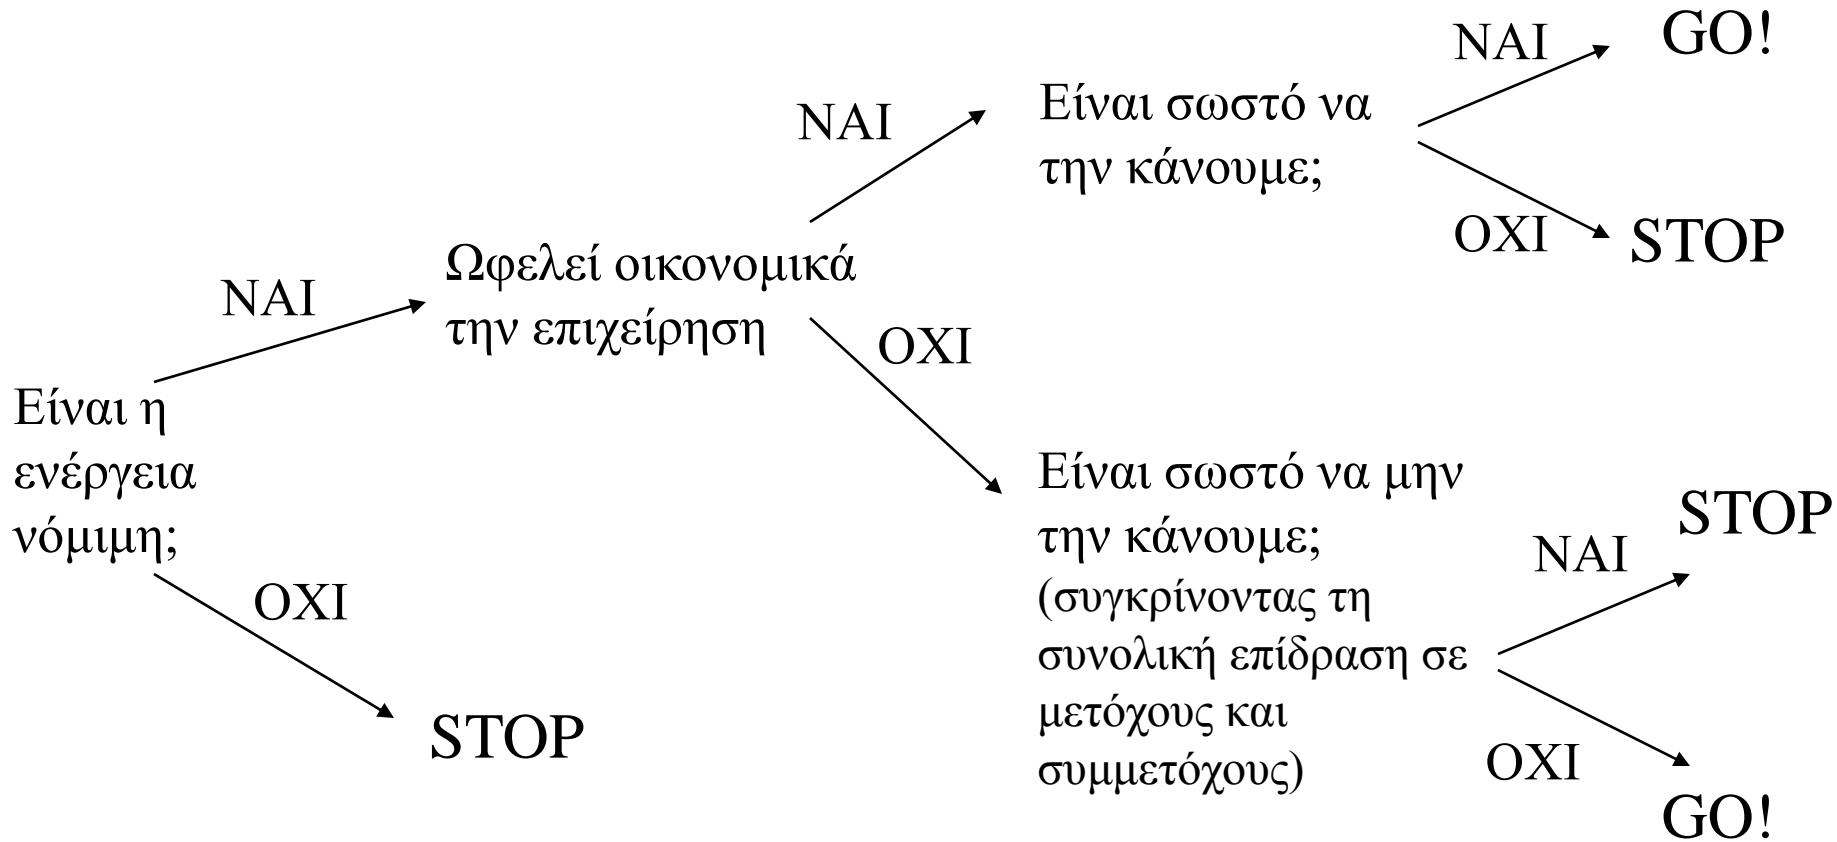 Είναι η
ενέργεια
νόμιμη;
ΝΑΙ
ΟΧΙ
STOP
Ωφελεί οικονομικά
την επιχείρηση
ΝΑΙ
ΟΧΙ
Είναι σωστό να
την κάνουμε;
ΝΑΙ
GO!
ΟΧΙ
STOP
Είναι σωστό να μην
την κάνουμε;
(συγκρίνοντας τη
συνολική επίδραση σε
μετόχους και
συμμετόχους)
ΝΑΙ
STOP
ΟΧΙ
GO!